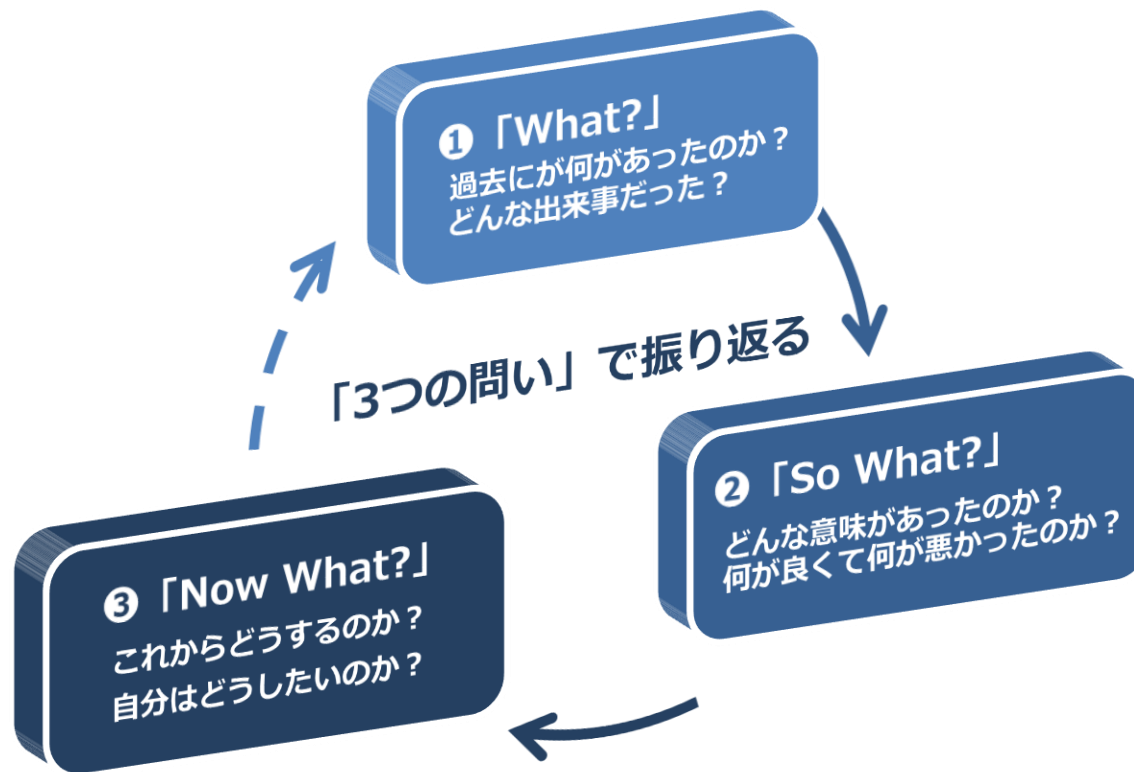 ❶「What?」
過去にが何があったのか？
どんな出来事だった？
「3つの問い」で振り返る
❷「So What?」
どんな意味があったのか？
何が良くて何が悪かったのか？
❸「Now What?」
これからどうするのか？
自分はどうしたいのか？